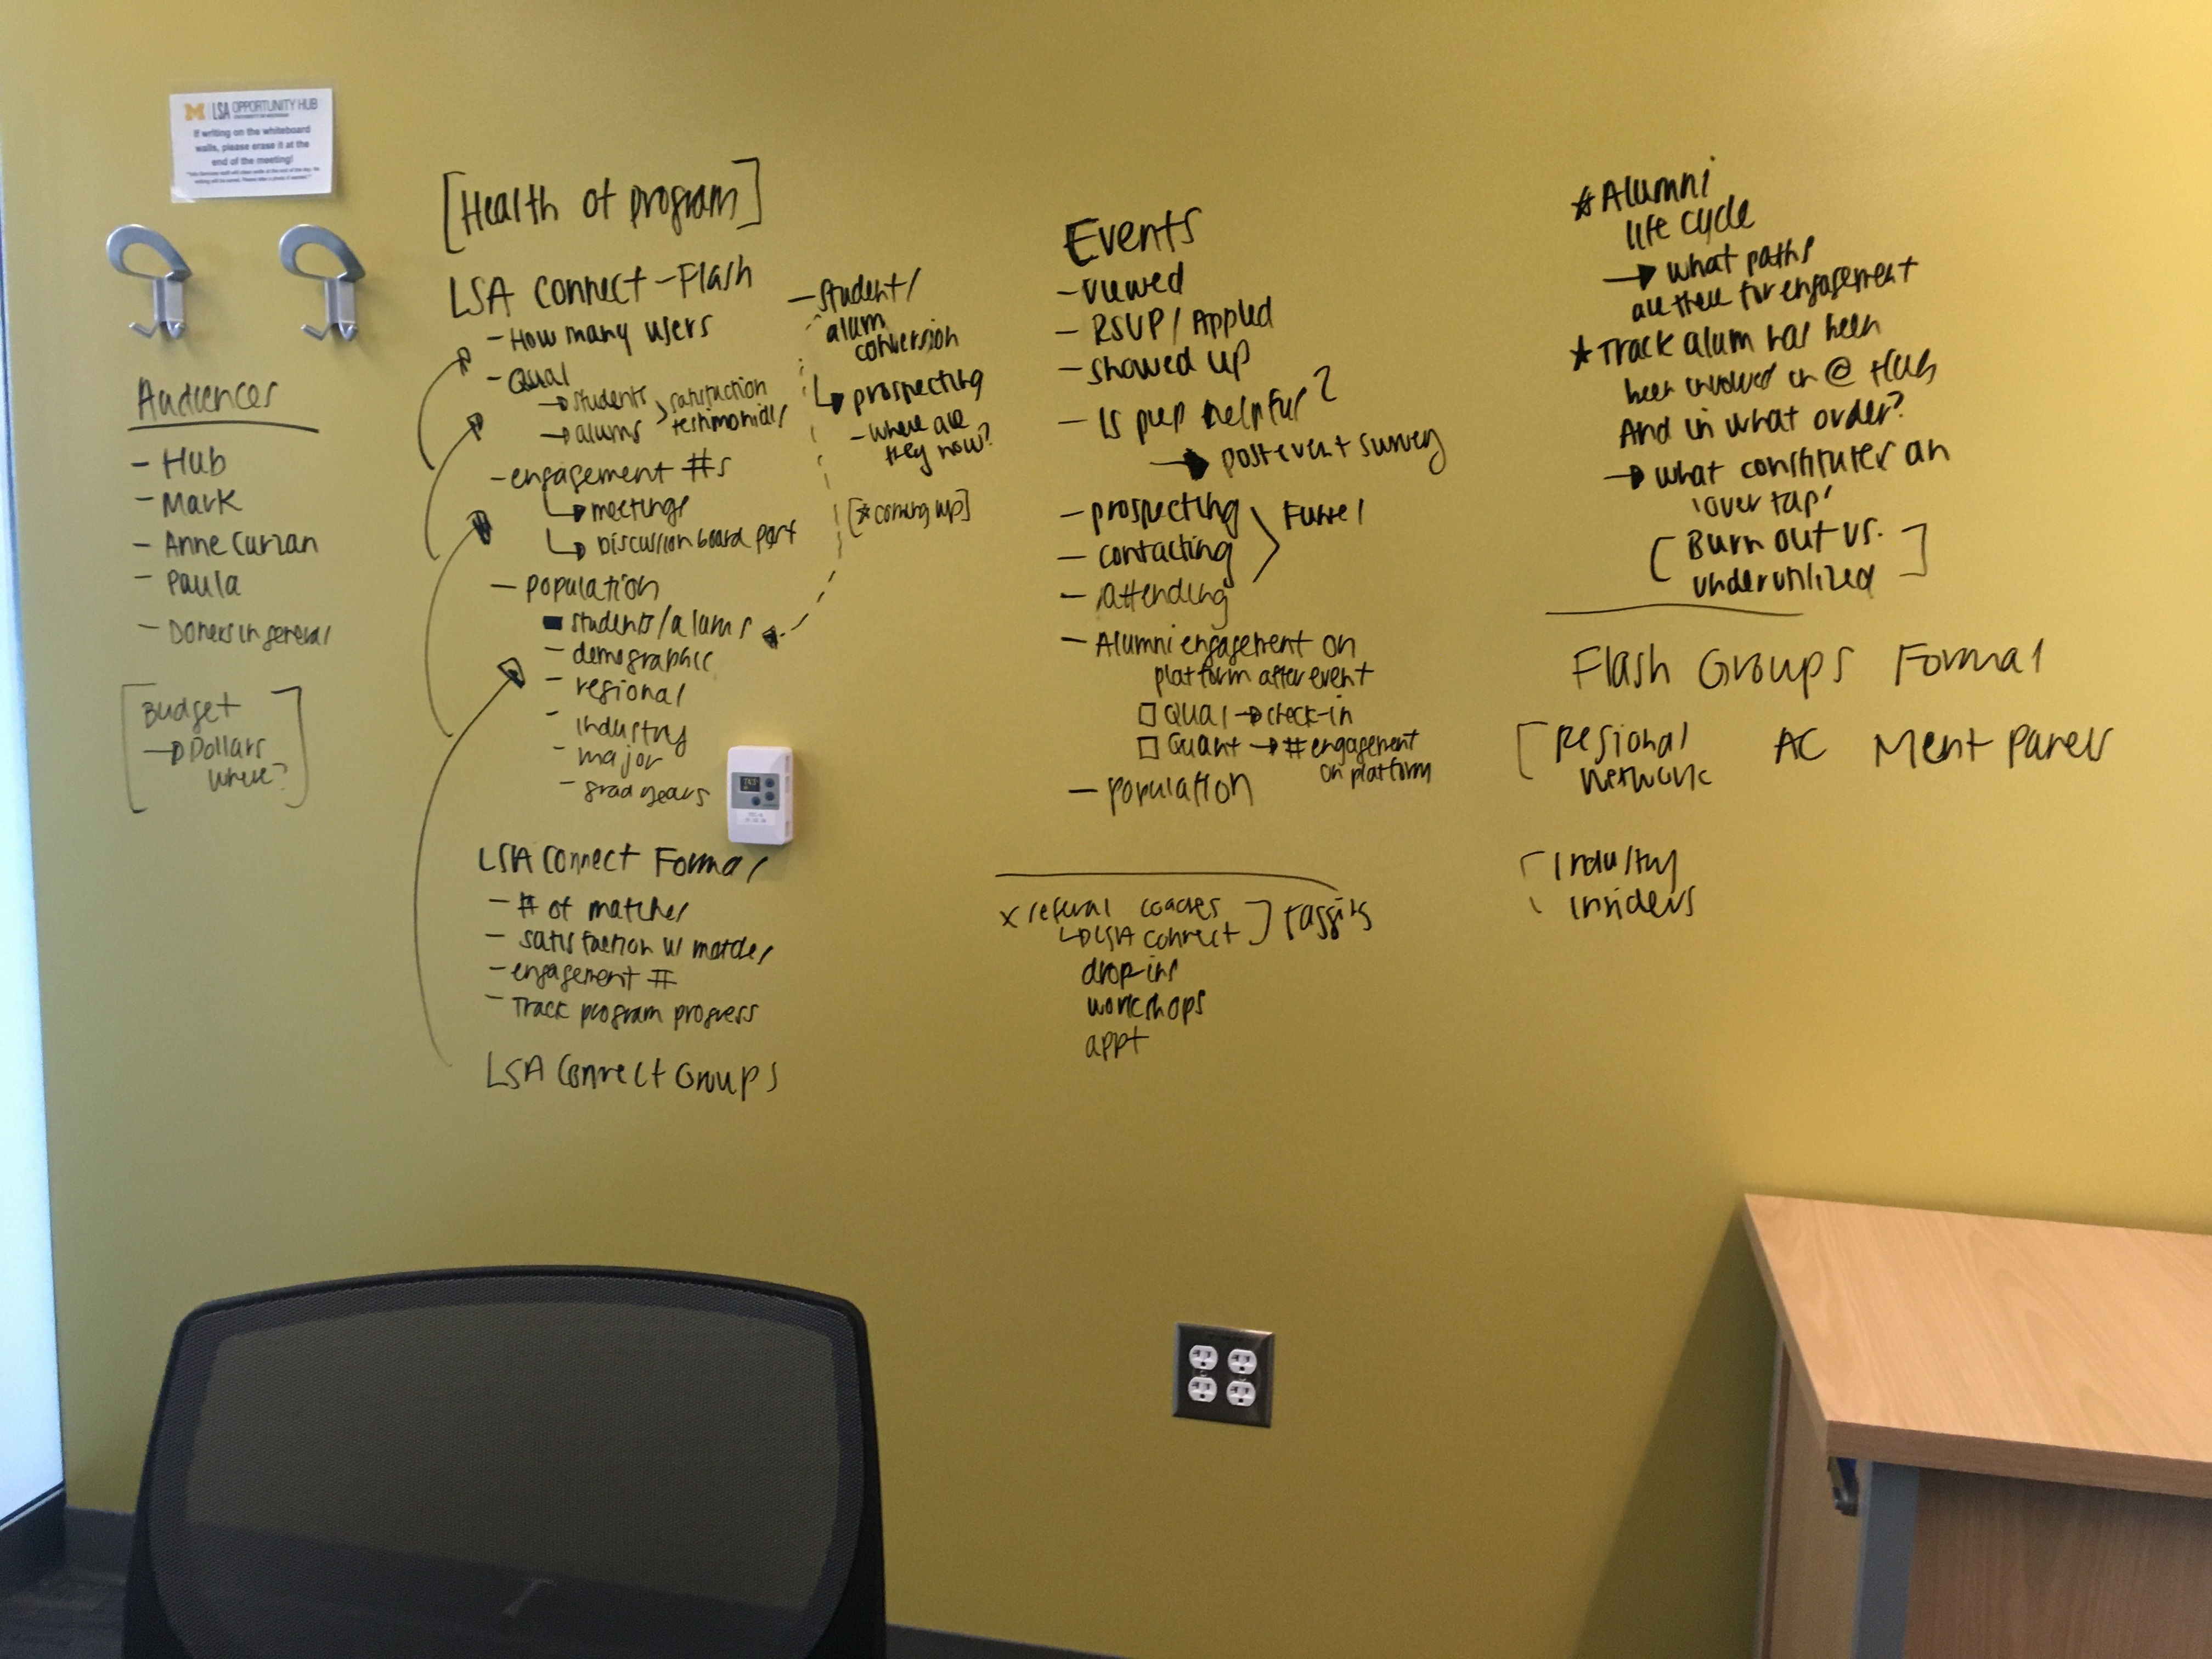 LSA OPPORTUNITY HUB
UNIVERSITY OF MICHIGAN
If writing on the whiteboard
walls, please erase it at the
end of the meeting!
Audiences
- Hub
- Mark
- Anne Curzan
- Paula
- Doners in general
[Budget
→ Dollars
where?]
[Health of program]
LSA Connect - Flash
- How many users
- Qual
→ students
→ alums
> satisfaction
testimonials
- engagement #s
↳ meetings
↳ Discussion board part
- population
students/alums
- demographic
- regional
- industry
- major
- grad years
- student/
alum
conversion
↳ prospecting
- where are
they now?
[* coming up]
LSA Connect Formal
- # of matches
- satisfaction w matches
- engagement #
- Track program progress
LSA Connect Groups
Events
- viewed
- RSVP / Applied
- showed up
- Is prep helpful?
→ post event survey
- prospecting
- contacting
- attending
> Funnel
- Alumni engagement on
platform after event
□ Qual → check-in
□ Quant → # engagement
on platform
- population
x referral coaches
↳ LSA Connect
] tagging
drop-ins
workshops
appt
* Alumni
life cycle
→ what paths
are there for engagement
* Track alum has been
been involved in @ Hub
And in what order?
→ what constitutes an
'over tap'
[Burn out vs.
underutilized]
Flash Groups Formal
[Regional
Network
AC Ment Panels
[Industry
Insiders